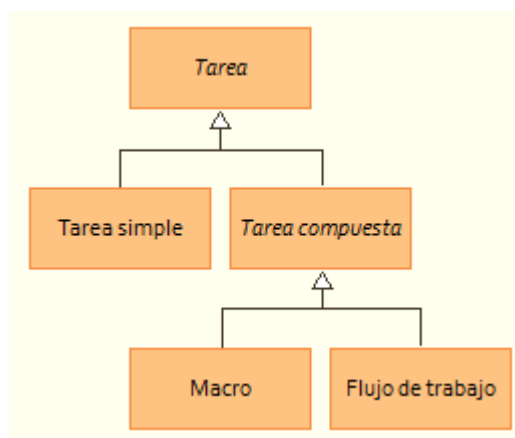 Tarea
Tarea simple
Tarea compuesta
Macro
Flujo de trabajo